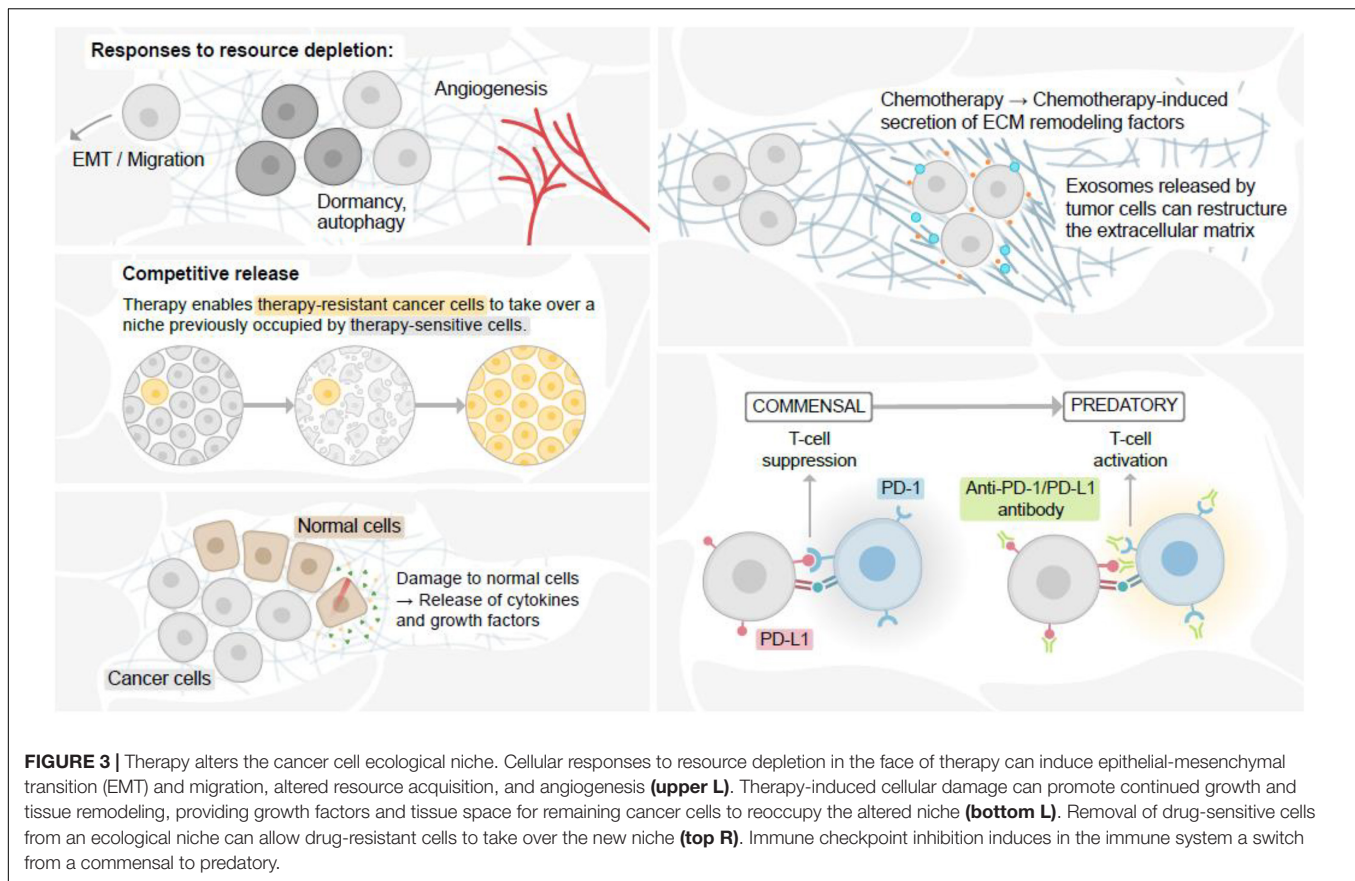 Responses to resource depletion:
Angiogenesis
EMT / Migration
Dormancy,
autophagy
Competitive release
Therapy enables therapy-resistant cancer cells to take over a
niche previously occupied by therapy-sensitive cells.
Normal cells
Damage to normal cells
→ Release of cytokines
and growth factors
Cancer cells
Chemotherapy → Chemotherapy-induced
secretion of ECM remodeling factors
Exosomes released by
tumor cells can restructure
the extracellular matrix
COMMENSAL
PREDATORY
T-cell
suppression
T-cell
activation
PD-1
Anti-PD-1/PD-L1
antibody
PD-L1
FIGURE 3 | Therapy alters the cancer cell ecological niche. Cellular responses to resource depletion in the face of therapy can induce epithelial-mesenchymal
transition (EMT) and migration, altered resource acquisition, and angiogenesis (upper L). Therapy-induced cellular damage can promote continued growth and
tissue remodeling, providing growth factors and tissue space for remaining cancer cells to reoccupy the altered niche (bottom L). Removal of drug-sensitive cells
from an ecological niche can allow drug-resistant cells to take over the new niche (top R). Immune checkpoint inhibition induces in the immune system a switch
from a commensal to predatory.